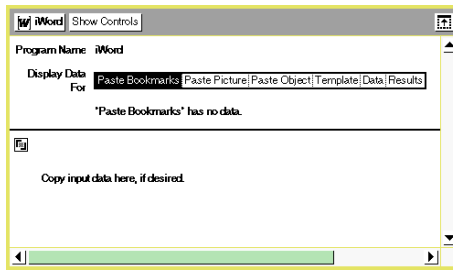 iWord Show Controls
Program Name iWord
Display Data For Paste Bookmarks Paste Picture Paste Object Template Data Results
"Paste Bookmarks" has no data.
Copy input data here, if desired.